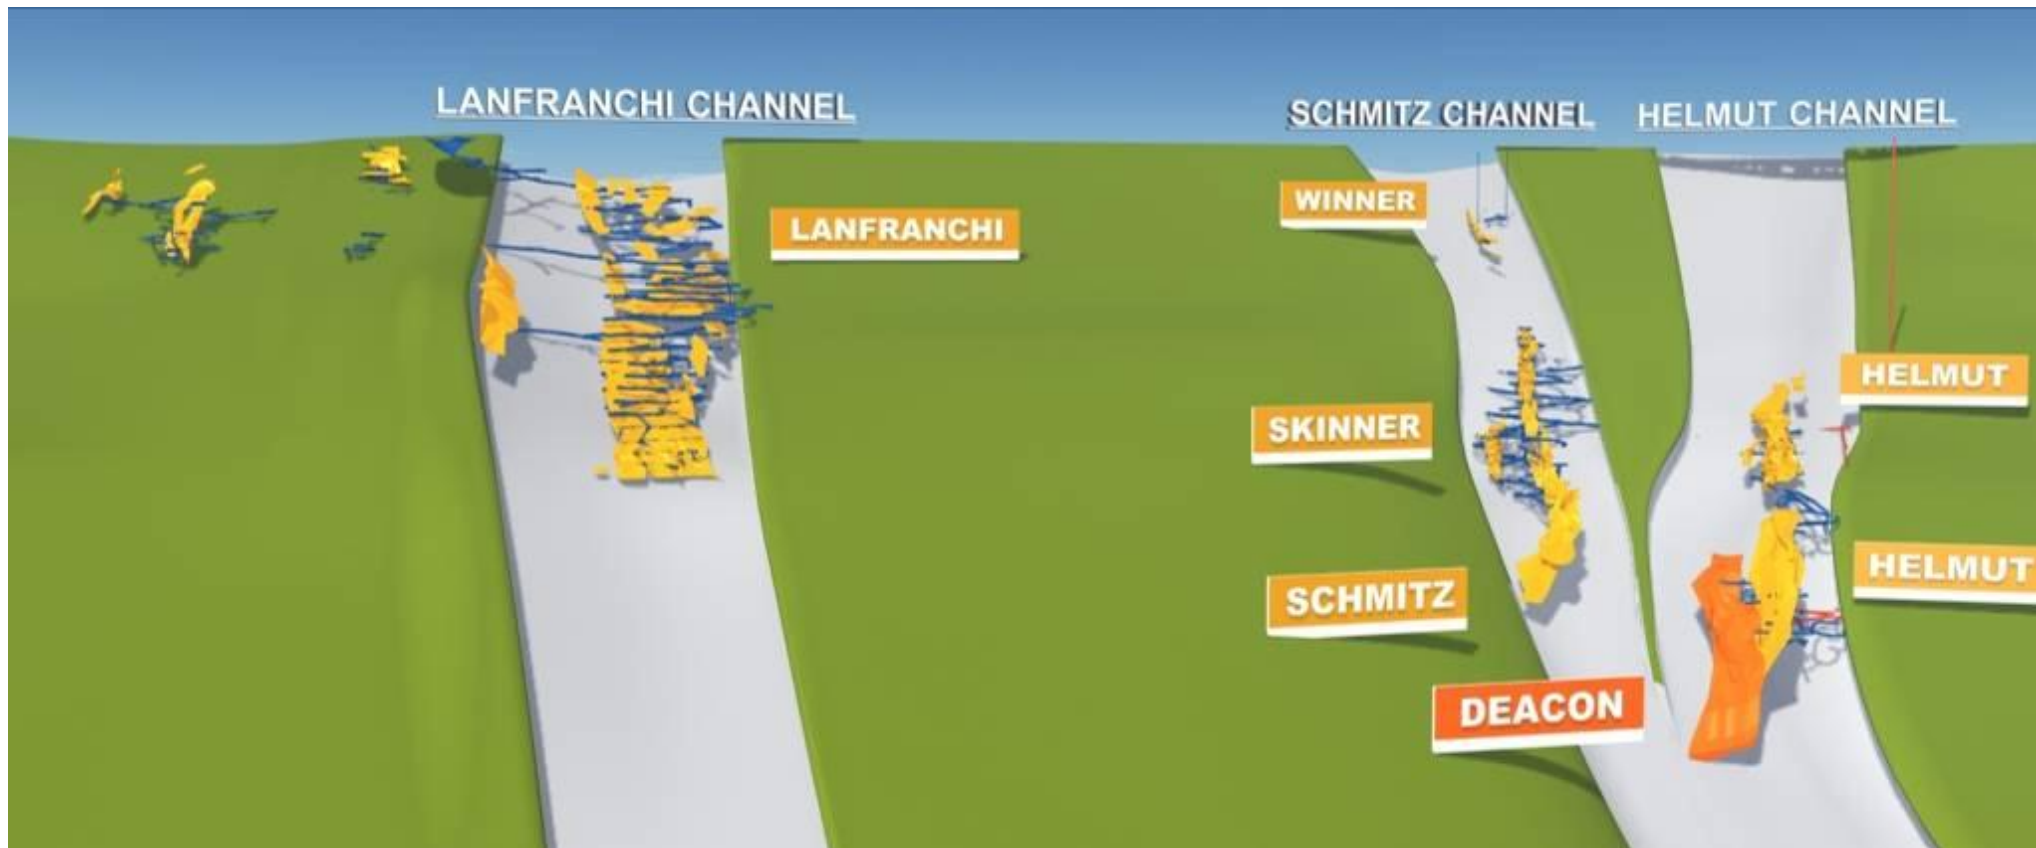 LANFRANCHI CHANNEL
SCHMITZ CHANNEL
HELMUT CHANNEL
WINNER
LANFRANCHI
HELMUT
SKINNER
HELMUT
SCHMITZ
DEACON